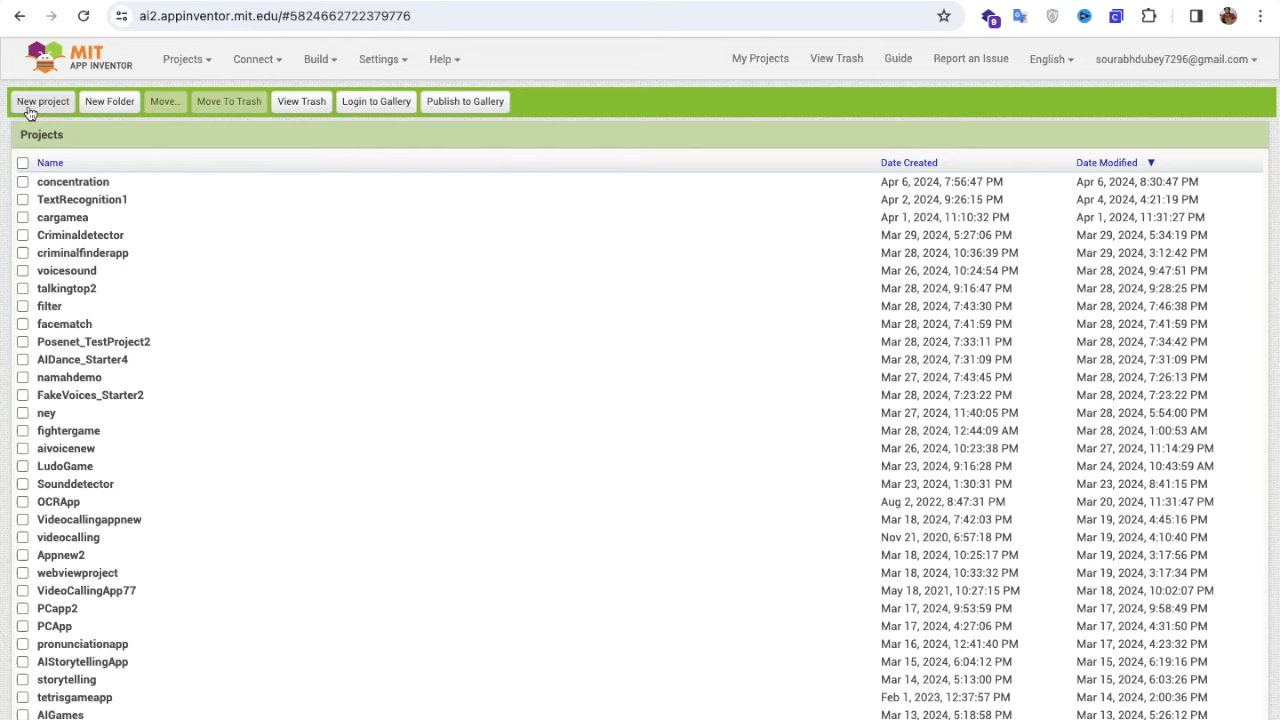 ai2.appinventor.mit.edu/#5824662722379776
9
MIT
APP INVENTOR
Projects Connect Build Settings Help My Projects View Trash Guide Report an Issue English sourabhdubey7296@gmail.com
New project New Folder Move... Move To Trash View Trash Login to Gallery Publish to Gallery
Projects
Name Date Created Date Modified
concentration Apr 6, 2024, 7:56:47 PM Apr 6, 2024, 8:30:47 PM
TextRecognition1 Apr 2, 2024, 9:26:15 PM Apr 4, 2024, 4:21:19 PM
cargamea Apr 1, 2024, 11:10:32 PM Apr 1, 2024, 11:31:27 PM
Criminaldetector Mar 29, 2024, 5:27:06 PM Mar 29, 2024, 5:34:19 PM
criminalfinderapp Mar 28, 2024, 10:36:39 PM Mar 29, 2024, 3:12:42 PM
voicesound Mar 26, 2024, 10:24:54 PM Mar 28, 2024, 9:47:51 PM
talkingtop2 Mar 28, 2024, 9:16:47 PM Mar 28, 2024, 9:28:25 PM
filter Mar 28, 2024, 7:43:30 PM Mar 28, 2024, 7:46:38 PM
facematch Mar 28, 2024, 7:41:59 PM Mar 28, 2024, 7:41:59 PM
Posenet_TestProject2 Mar 28, 2024, 7:33:11 PM Mar 28, 2024, 7:34:42 PM
AIDance_Starter4 Mar 28, 2024, 7:31:09 PM Mar 28, 2024, 7:31:09 PM
namahdemo Mar 27, 2024, 7:43:45 PM Mar 28, 2024, 7:26:13 PM
FakeVoices_Starter2 Mar 28, 2024, 7:23:22 PM Mar 28, 2024, 7:23:22 PM
ney Mar 27, 2024, 11:40:05 PM Mar 28, 2024, 5:54:00 PM
fightergame Mar 28, 2024, 12:44:09 AM Mar 28, 2024, 1:00:53 AM
aivoicenew Mar 26, 2024, 10:23:38 PM Mar 27, 2024, 11:14:29 PM
LudoGame Mar 23, 2024, 9:16:28 PM Mar 24, 2024, 10:43:59 AM
Sounddetector Mar 23, 2024, 1:30:31 PM Mar 23, 2024, 8:41:15 PM
OCRApp Aug 2, 2022, 8:47:31 PM Mar 20, 2024, 11:31:47 PM
Videocallingappnew Mar 18, 2024, 7:42:03 PM Mar 19, 2024, 4:45:16 PM
videocalling Nov 21, 2020, 6:57:18 PM Mar 19, 2024, 4:10:40 PM
Appnew2 Mar 18, 2024, 10:25:17 PM Mar 19, 2024, 3:17:56 PM
webviewproject Mar 18, 2024, 10:33:32 PM Mar 19, 2024, 3:17:34 PM
VideoCallingApp77 May 18, 2021, 10:27:15 PM Mar 18, 2024, 10:02:07 PM
PCapp2 Mar 17, 2024, 9:53:59 PM Mar 17, 2024, 9:58:49 PM
PCApp Mar 17, 2024, 4:27:06 PM Mar 17, 2024, 4:31:50 PM
pronunciationapp Mar 16, 2024, 12:41:40 PM Mar 17, 2024, 4:23:32 PM
AIStorytellingApp Mar 15, 2024, 6:04:12 PM Mar 15, 2024, 6:19:16 PM
storytelling Mar 14, 2024, 5:13:00 PM Mar 15, 2024, 6:03:26 PM
tetrisgameapp Feb 1, 2023, 12:37:57 PM Mar 14, 2024, 2:00:36 PM
AIGames Mar 13, 2024, 5:18:58 PM Mar 13, 2024, 5:26:12 PM